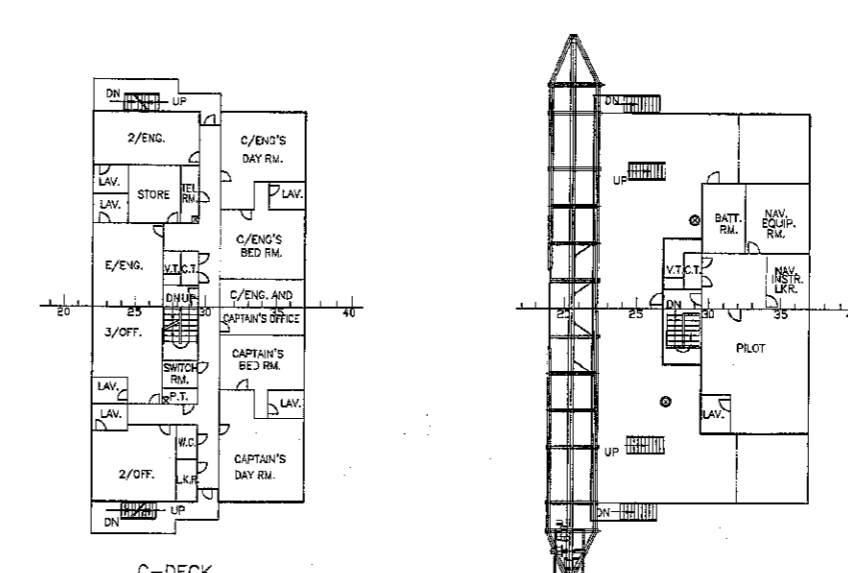 DN
UP
2/ENG.
C/ENG'S
DAY RM.
LAV.
STORE
TEL.
RM.
LAV.
LAV.
C/ENG'S
BED RM.
E/ENG.
V.T.
C.T.
DN
UP
C/ENG. AND
CAPTAIN'S OFFICE
20
25
30
35
40
3/OFF.
CAPTAIN'S
BED RM.
SWITCH
RM.
P.T.
LAV.
LAV.
LAV.
W.C.
2/OFF.
L.K.R.
CAPTAIN'S
DAY RM.
UP
DN
C-DECK
DN
UP
BATT.
RM.
NAV.
EQUIP.
RM.
V.T.
C.T.
NAV.
INSTR.
LKR.
DN
20
25
30
35
PILOT
LAV.
UP
DN